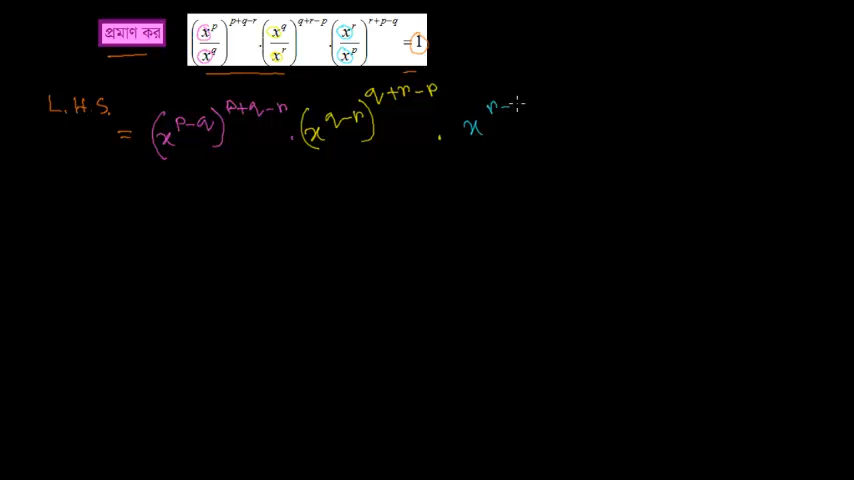 প্রমাণ কর (x^p / x^q)^{p+q-r} . (x^q / x^r)^{q+r-p} . (x^r / x^p)^{r+p-q} = 1
L.H.S.
= (x^{p-q})^{p+q-r} . (x^{q-r})^{q+r-p} . x^{r-